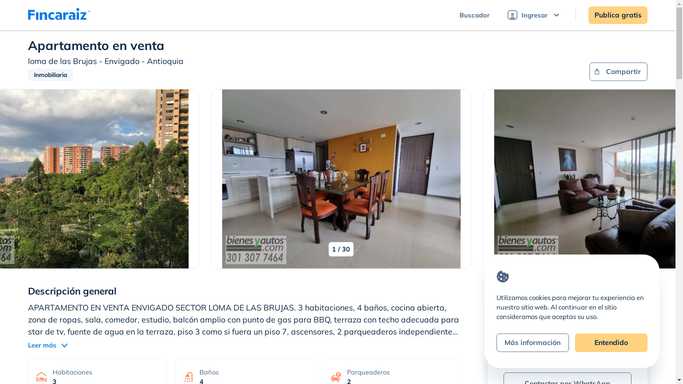 Fincaraiz
Buscador
Ingresar
Publica gratis
Apartamento en venta
loma de las Brujas - Envigado - Antioquia
Inmobiliaria
Compartir
bienesyautos
.com
301 307 7464
1 / 30
bienesyautos
.com
301 307 7464
Descripción general
APARTAMENTO EN VENTA ENVIGADO SECTOR LOMA DE LAS BRUJAS. 3 habitaciones, 4 baños, cocina abierta,
zona de ropas, sala, comedor, estudio, balcón amplio con punto de gas para BBQ, terraza con techo adecuada para
star de tv, fuente de agua en la terraza, piso 3 como si fuera un piso 7, ascensores, 2 parqueaderos independiente...
Leer más
Habitaciones
3
Baños
4
Parqueaderos
2
Utilizamos cookies para mejorar tu experiencia en
nuestro sitio web. Al continuar en el sitio
consideramos que aceptas su uso.
Más información
Entendido
Contactar por WhatsApp